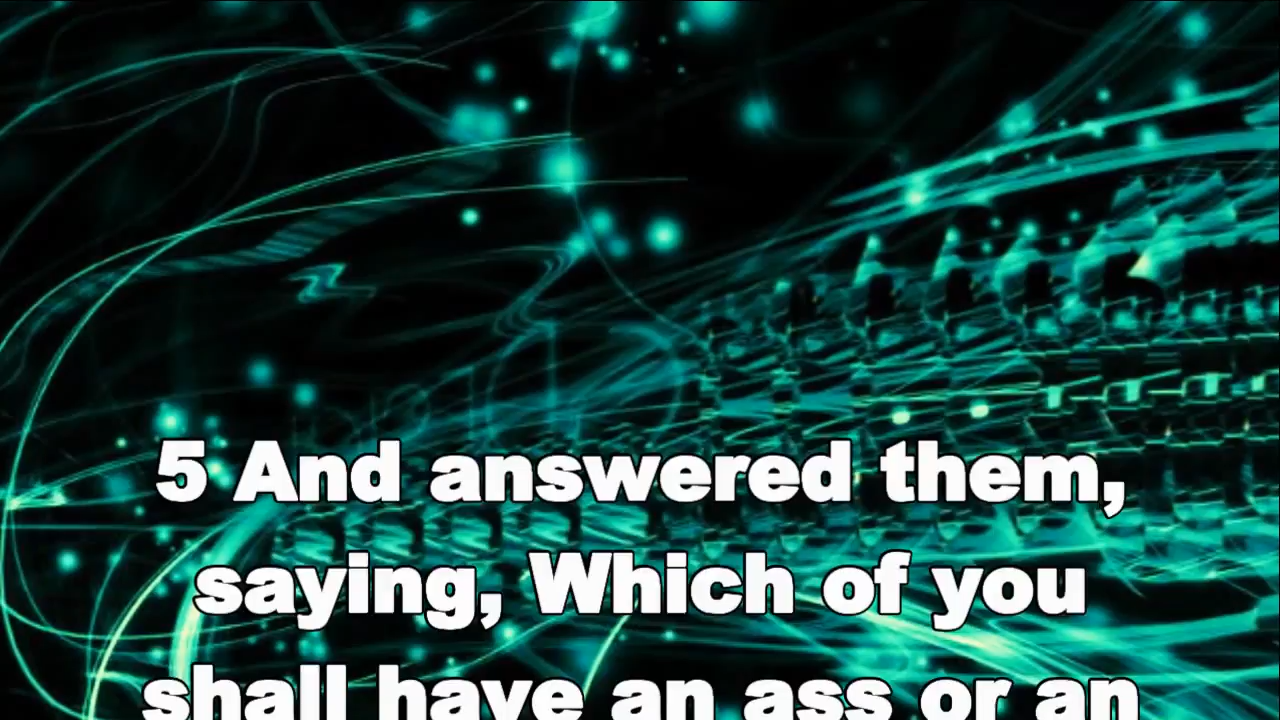 5 And answered them,
saying, Which of you
shall have an ass or an